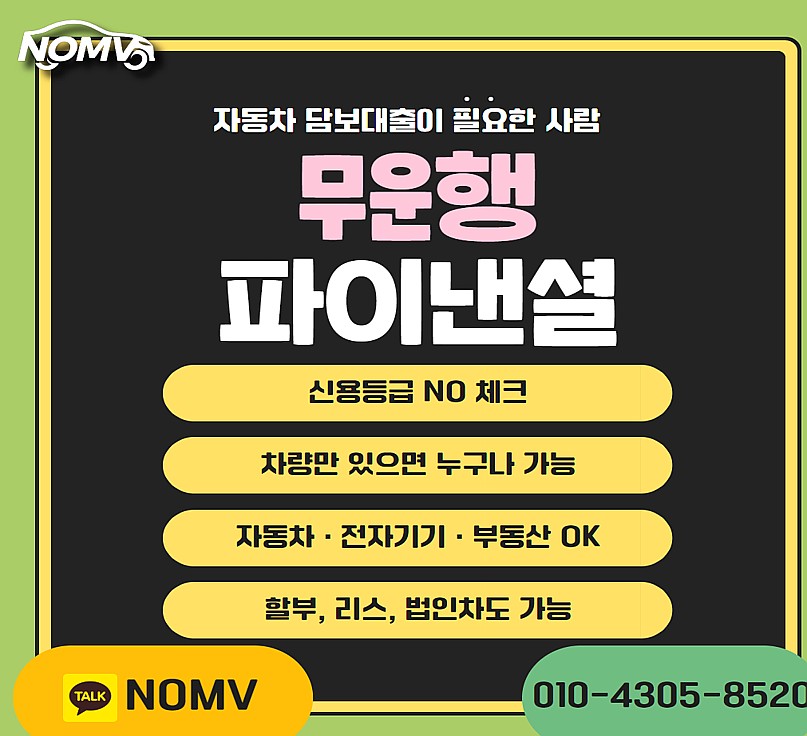 NOMV
자동차 담보대출이 필요한 사람
무운행
파이낸셜
신용등급 NO 체크
차량만 있으면 누구나 가능
자동차 · 전자기기 · 부동산 OK
할부, 리스, 법인차도 가능
TALK NOMV
010-4305-8520